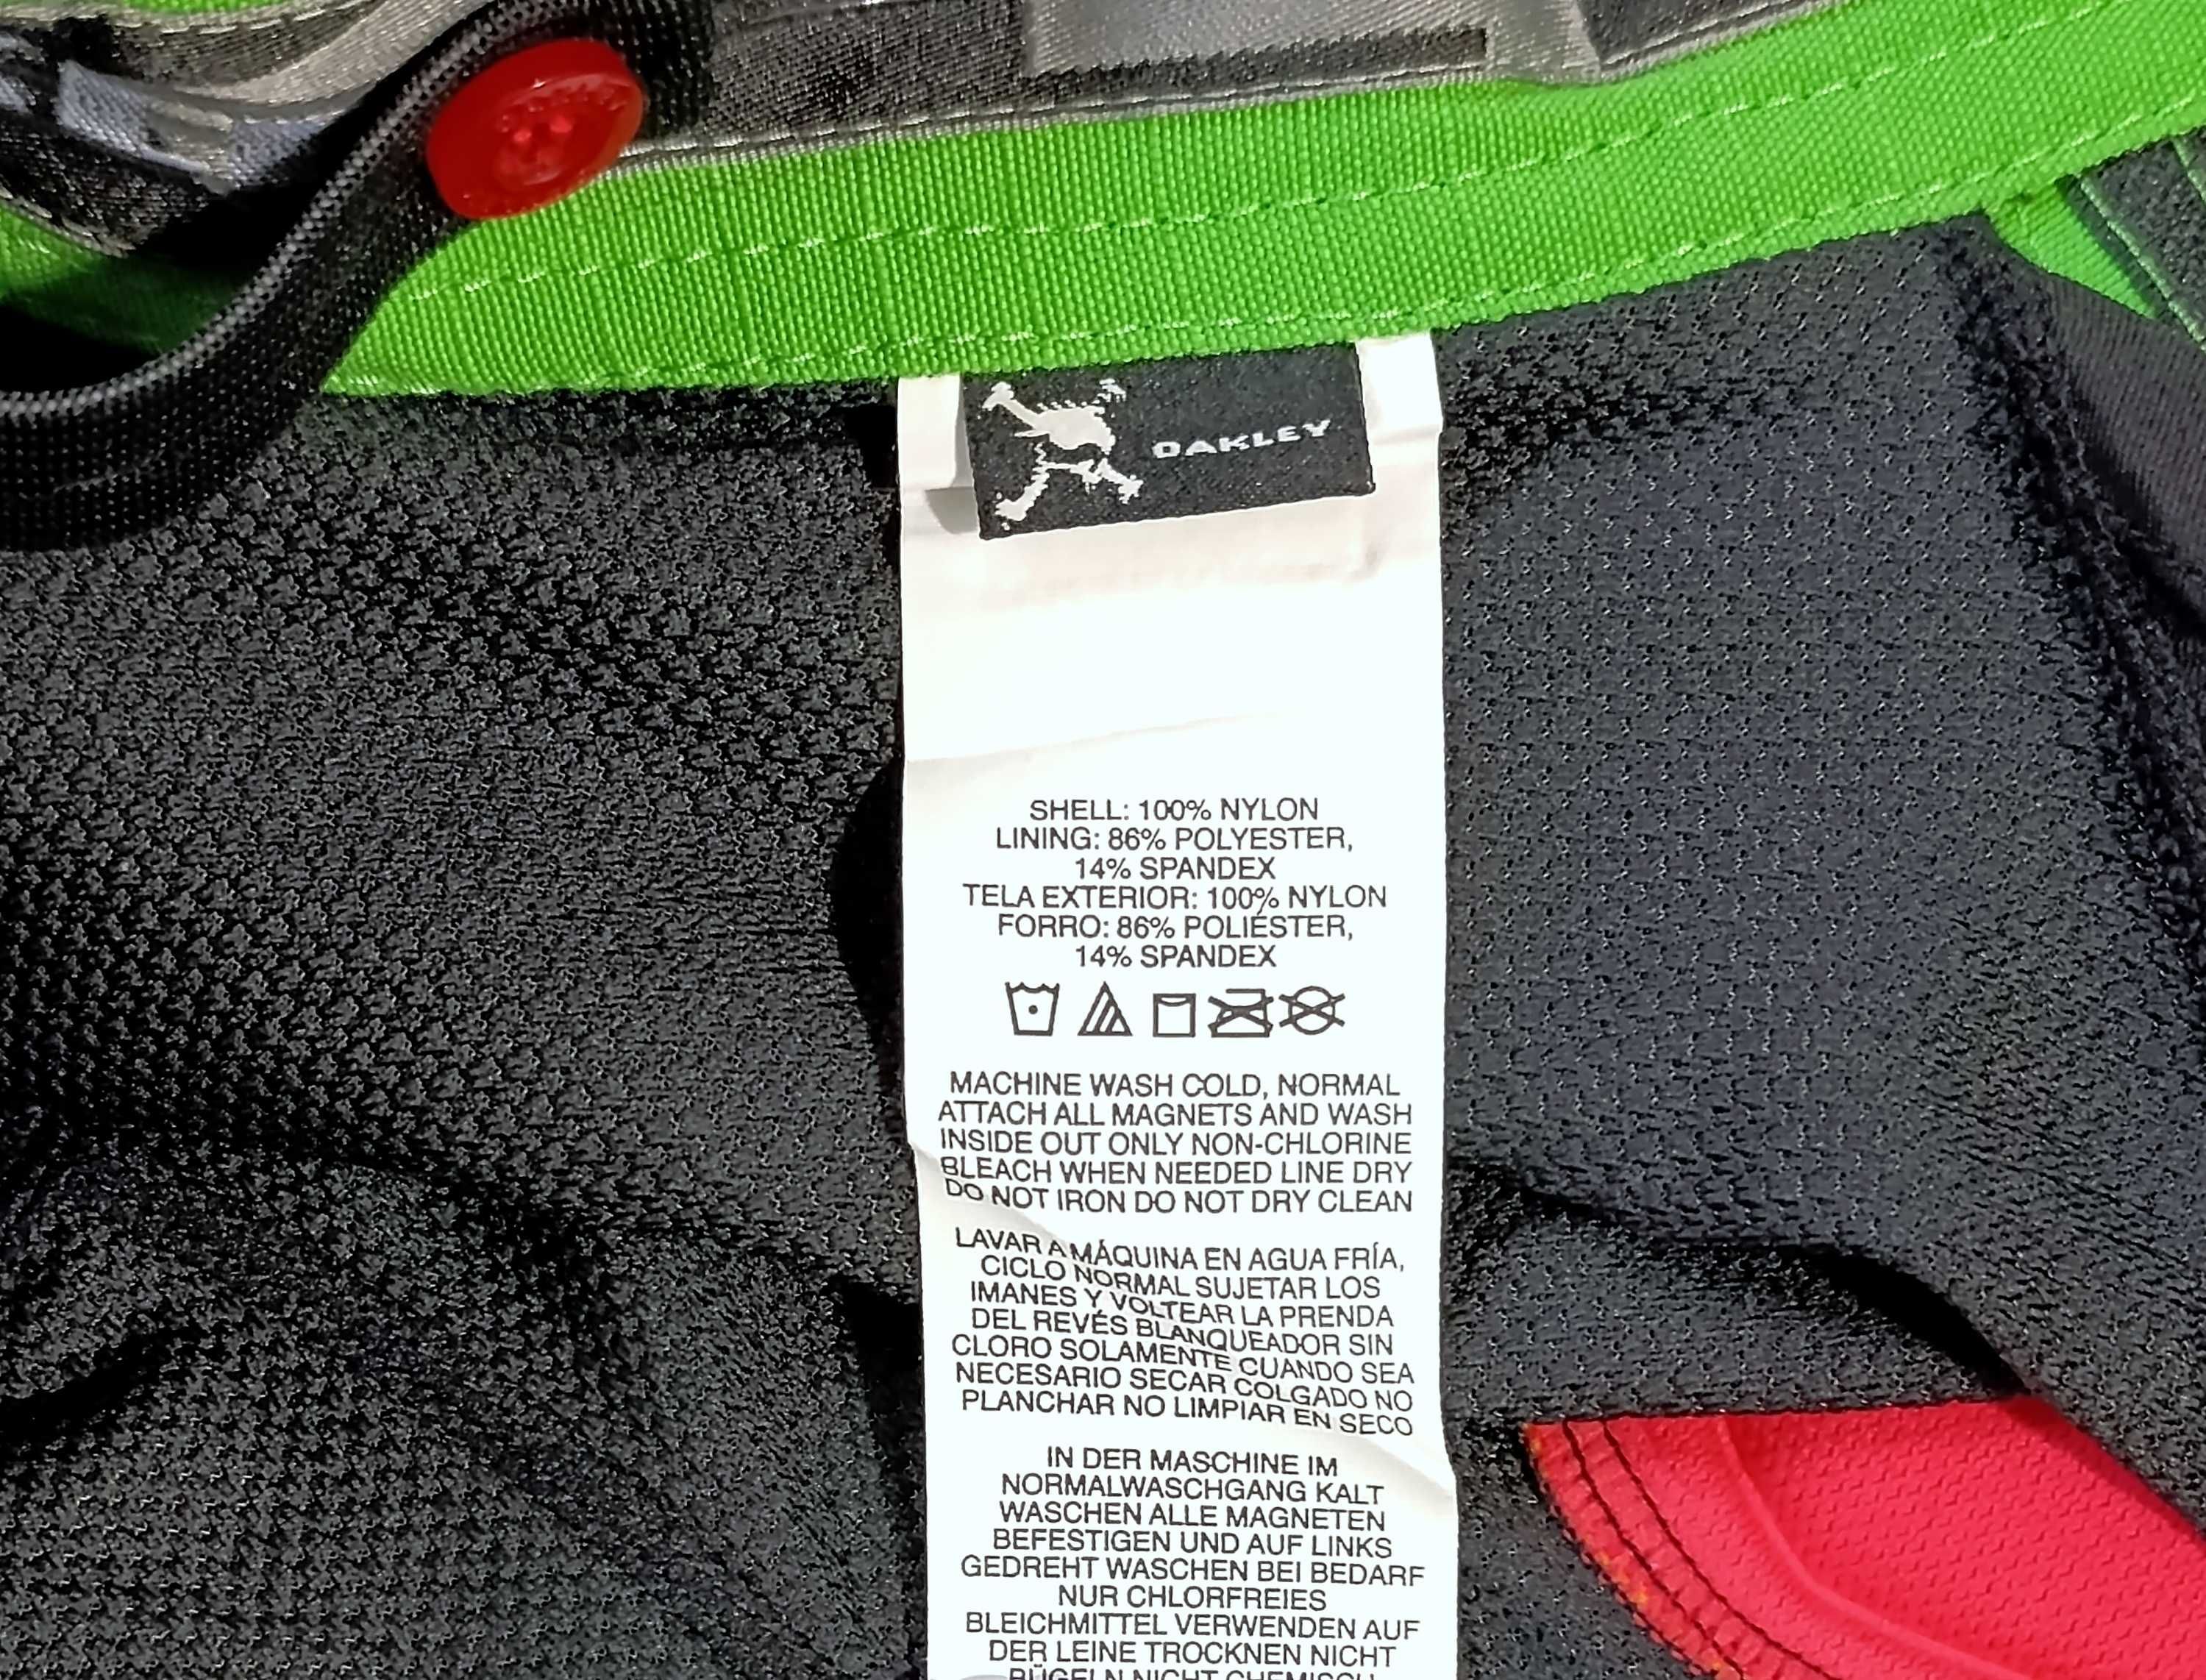 OAKLEY
SHELL: 100% NYLON
LINING: 86% POLYESTER,
14% SPANDEX
TELA EXTERIOR: 100% NYLON
FORRO: 86% POLIÉSTER,
14% SPANDEX
MACHINE WASH COLD, NORMAL
ATTACH ALL MAGNETS AND WASH
INSIDE OUT ONLY NON-CHLORINE
BLEACH WHEN NEEDED LINE DRY
DO NOT IRON DO NOT DRY CLEAN
LAVAR A MÁQUINA EN AGUA FRÍA,
CICLO NORMAL SUJETAR LOS
IMANES Y VOLTEAR LA PRENDA
DEL REVÉS BLANQUEADOR SIN
CLORO SOLAMENTE CUANDO SEA
NECESARIO SECAR COLGADO NO
PLANCHAR NO LIMPIAR EN SECO
IN DER MASCHINE IM
NORMALWASCHGANG KALT
WASCHEN ALLE MAGNETEN
BEFESTIGEN UND AUF LINKS
GEDREHT WASCHEN BEI BEDARF
NUR CHLORFREIES
BLEICHMITTEL VERWENDEN AUF
DER LEINE TROCKNEN NICHT
BÜGELN NICHT CHEMISCH